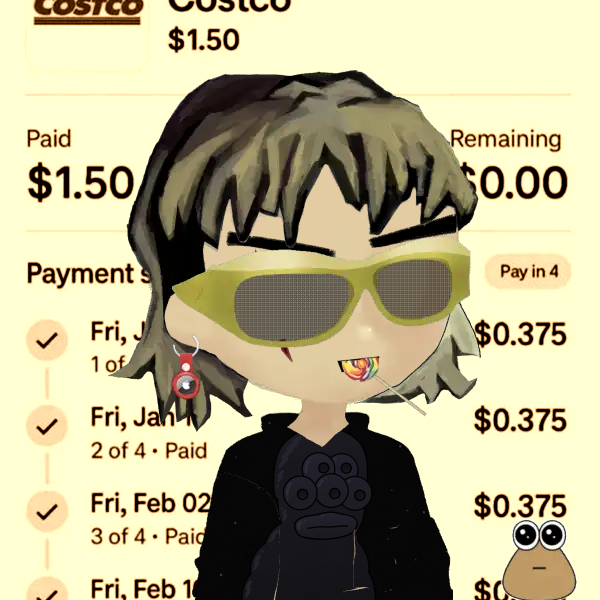 COSTCO
Costco
$1.50
Paid
Remaining
$1.50
$0.00
Payment
Pay in 4
Fri,
$0.375
1 of
Fri, Jan
$0.375
2 of 4 • Paid
Fri, Feb 02
$0.375
3 of 4 • Paid
Fri, Feb